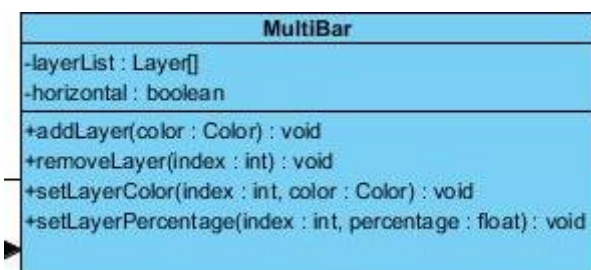 MultiBar
-layerList : Layer[]
-horizontal : boolean
+addLayer(color : Color) : void
+removeLayer(index : int) : void
+setLayerColor(index : int, color : Color) : void
+setLayerPercentage(index : int, percentage : float) : void